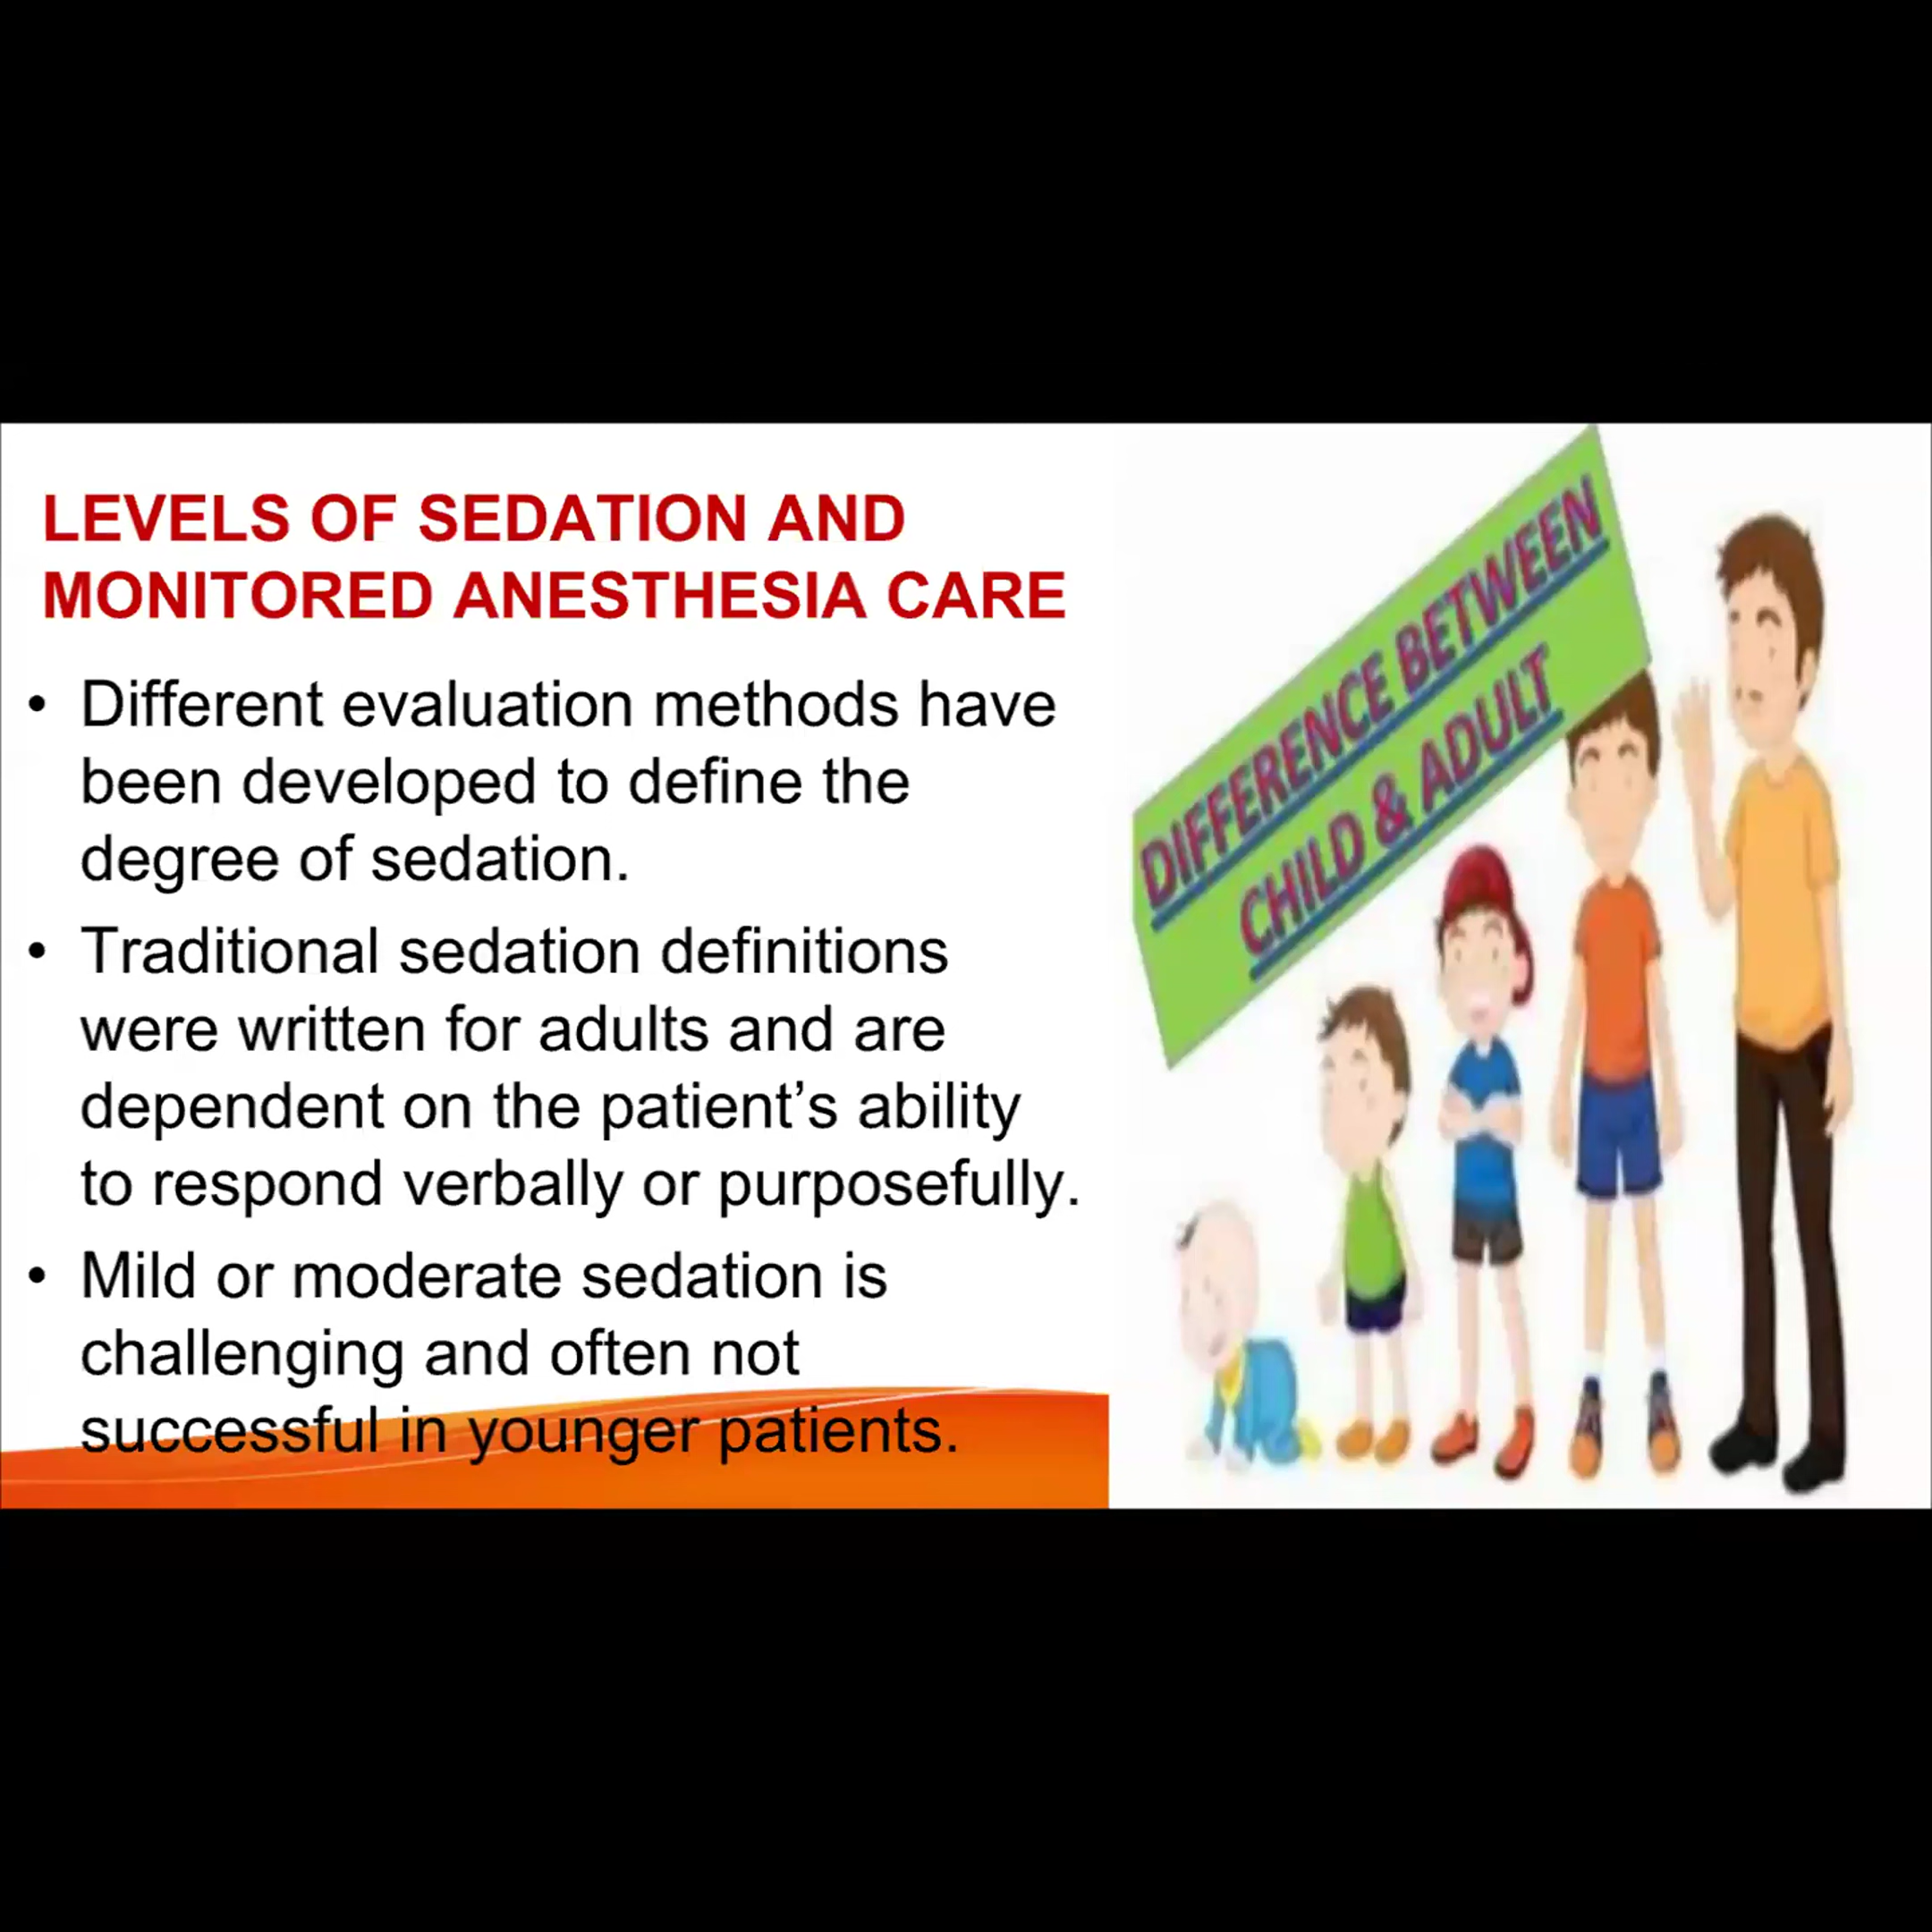 LEVELS OF SEDATION AND
MONITORED ANESTHESIA CARE
• Different evaluation methods have
been developed to define the
degree of sedation.
• Traditional sedation definitions
were written for adults and are
dependent on the patient’s ability
to respond verbally or purposefully.
• Mild or moderate sedation is
challenging and often not
successful in younger patients.
DIFFERENCE BETWEEN
CHILD & ADULT